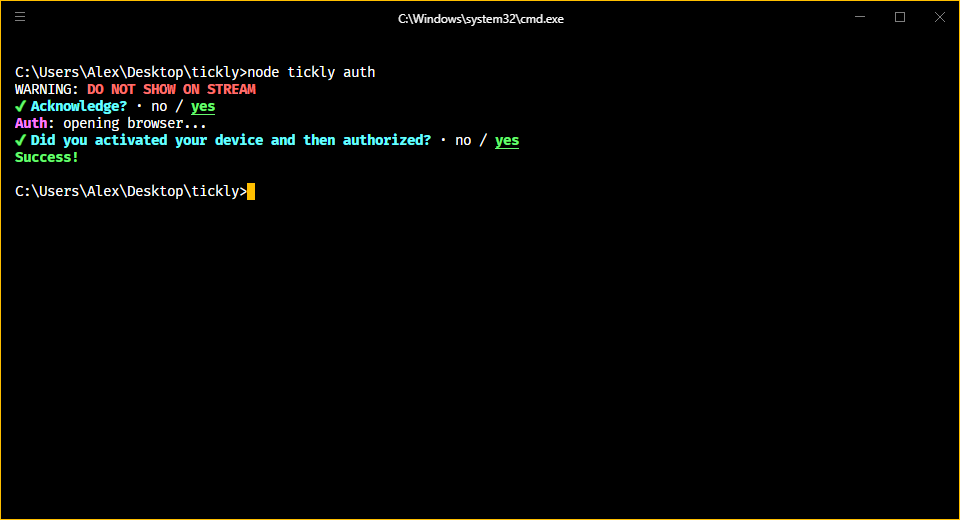 C:\Windows\system32\cmd.exe
C:\Users\Alex\Desktop\tickly>node tickly auth
WARNING: DO NOT SHOW ON STREAM
✔ Acknowledge? · no / yes
Auth: opening browser...
✔ Did you activated your device and then authorized? · no / yes
Success!
C:\Users\Alex\Desktop\tickly>